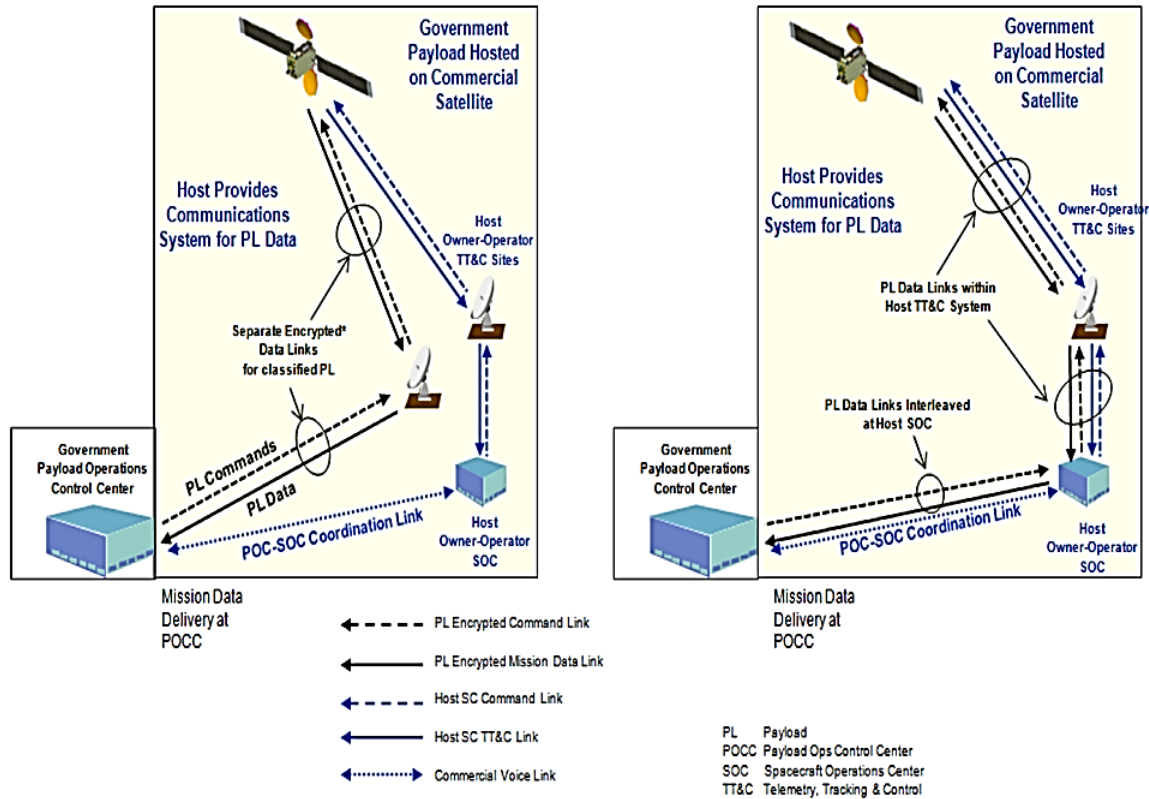 Government
Payload Hosted
on Commercial
Satellite
Host Provides
Communications
System for PL Data
Host
Owner-Operator
TT&C Sites
Separate Encrypted*
Data Links
for classified PL
Government
Payload Operations
Control Center
PL Commands
PL Data
POC-SOC Coordination Link
Host
Owner-Operator
SOC
Mission Data
Delivery at
POCC
Government
Payload Hosted
on Commercial
Satellite
Host Provides
Communications
System for PL Data
Host
Owner-Operator
TT&C Sites
PL Data Links within
Host TT&C System
PL Data Links Interleaved
at Host SOC
Government
Payload Operations
Control Center
POC-SOC Coordination Link
Host
Owner-Operator
SOC
Mission Data
Delivery at
POCC
PL Encrypted Command Link
PL Encrypted Mission Data Link
Host SC Command Link
Host SC TT&C Link
Commercial Voice Link
PL Payload
POCC Payload Ops Control Center
SOC Spacecraft Operations Center
TT&C Telemetry, Tracking & Control